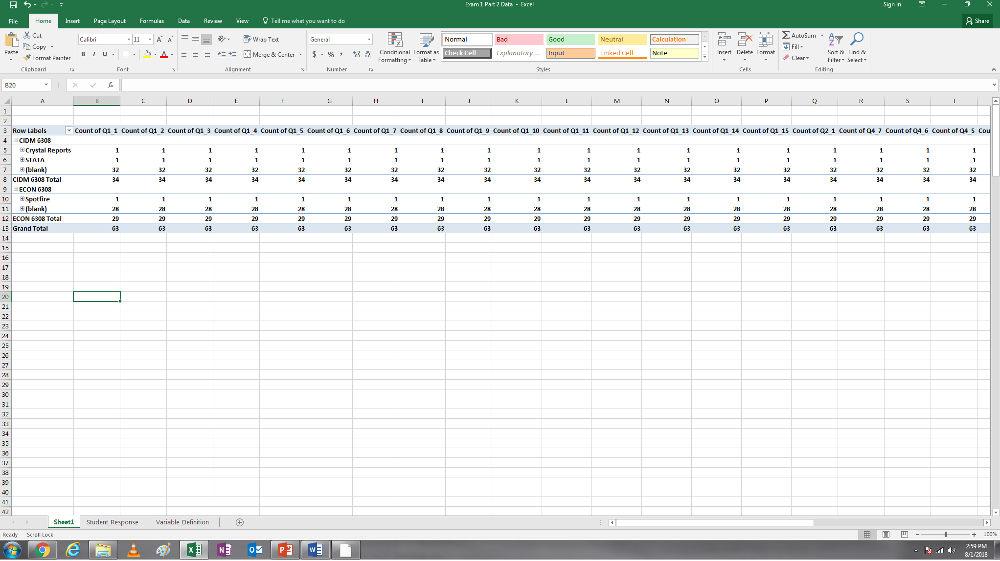 Exam 1 Part 2 Data - Excel
Sign in
File Home Insert Page Layout Formulas Data Review View Tell me what you want to do Share
Paste Cut Copy Format Painter Clipboard
Calibri 11 A A B I U A Font
Wrap Text Merge & Center Alignment
General $ % , Number
Conditional Formatting Format as Table
Normal Bad Good Neutral Calculation
Check Cell Explanatory ... Input Linked Cell Note
Styles
Insert Delete Format Cells
AutoSum Fill Clear Sort & Filter Find & Select Editing
B20 fx
A B C D E F G H I J K L M N O P Q R S T
1
2
3 Row Labels Count of Q1_1 Count of Q1_2 Count of Q1_3 Count of Q1_4 Count of Q1_5 Count of Q1_6 Count of Q1_7 Count of Q1_8 Count of Q1_9 Count of Q1_10 Count of Q1_11 Count of Q1_12 Count of Q1_13 Count of Q1_14 Count of Q1_15 Count of Q2_1 Count of Q4_7 Count of Q4_6 Count of Q4_5 Cou
4 CIDM 6308
5 Crystal Reports 1 1 1 1 1 1 1 1 1 1 1 1 1 1 1 1 1 1 1
6 STATA 1 1 1 1 1 1 1 1 1 1 1 1 1 1 1 1 1 1 1
7 (blank) 32 32 32 32 32 32 32 32 32 32 32 32 32 32 32 32 32 32 32
8 CIDM 6308 Total 34 34 34 34 34 34 34 34 34 34 34 34 34 34 34 34 34 34 34
9 ECON 6308
10 Spotfire 1 1 1 1 1 1 1 1 1 1 1 1 1 1 1 1 1 1 1
11 (blank) 28 28 28 28 28 28 28 28 28 28 28 28 28 28 28 28 28 28 28
12 ECON 6308 Total 29 29 29 29 29 29 29 29 29 29 29 29 29 29 29 29 29 29 29
13 Grand Total 63 63 63 63 63 63 63 63 63 63 63 63 63 63 63 63 63 63 63
14
15
16
17
18
19
20
21
22
23
24
25
26
27
28
29
30
31
32
33
34
35
36
37
38
39
40
41
42
Sheet1 Student_Response Variable_Definition
Ready Scroll Lock 100%
2:59 PM
8/1/2018